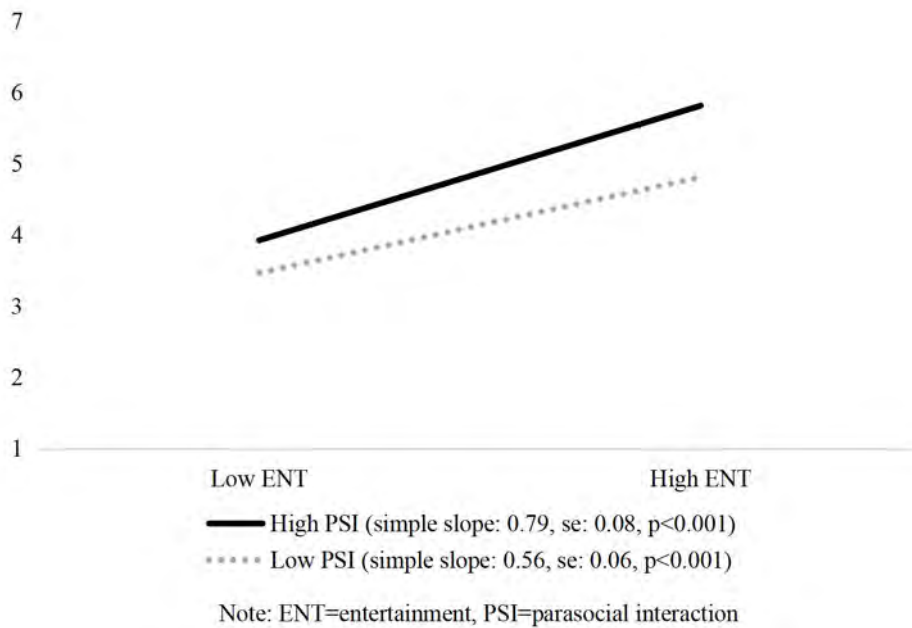 7
6
5
4
3
2
1
Low ENT High ENT
High PSI (simple slope: 0.79, se: 0.08, p<0.001)
Low PSI (simple slope: 0.56, se: 0.06, p<0.001)
Note: ENT=entertainment, PSI=parasocial interaction